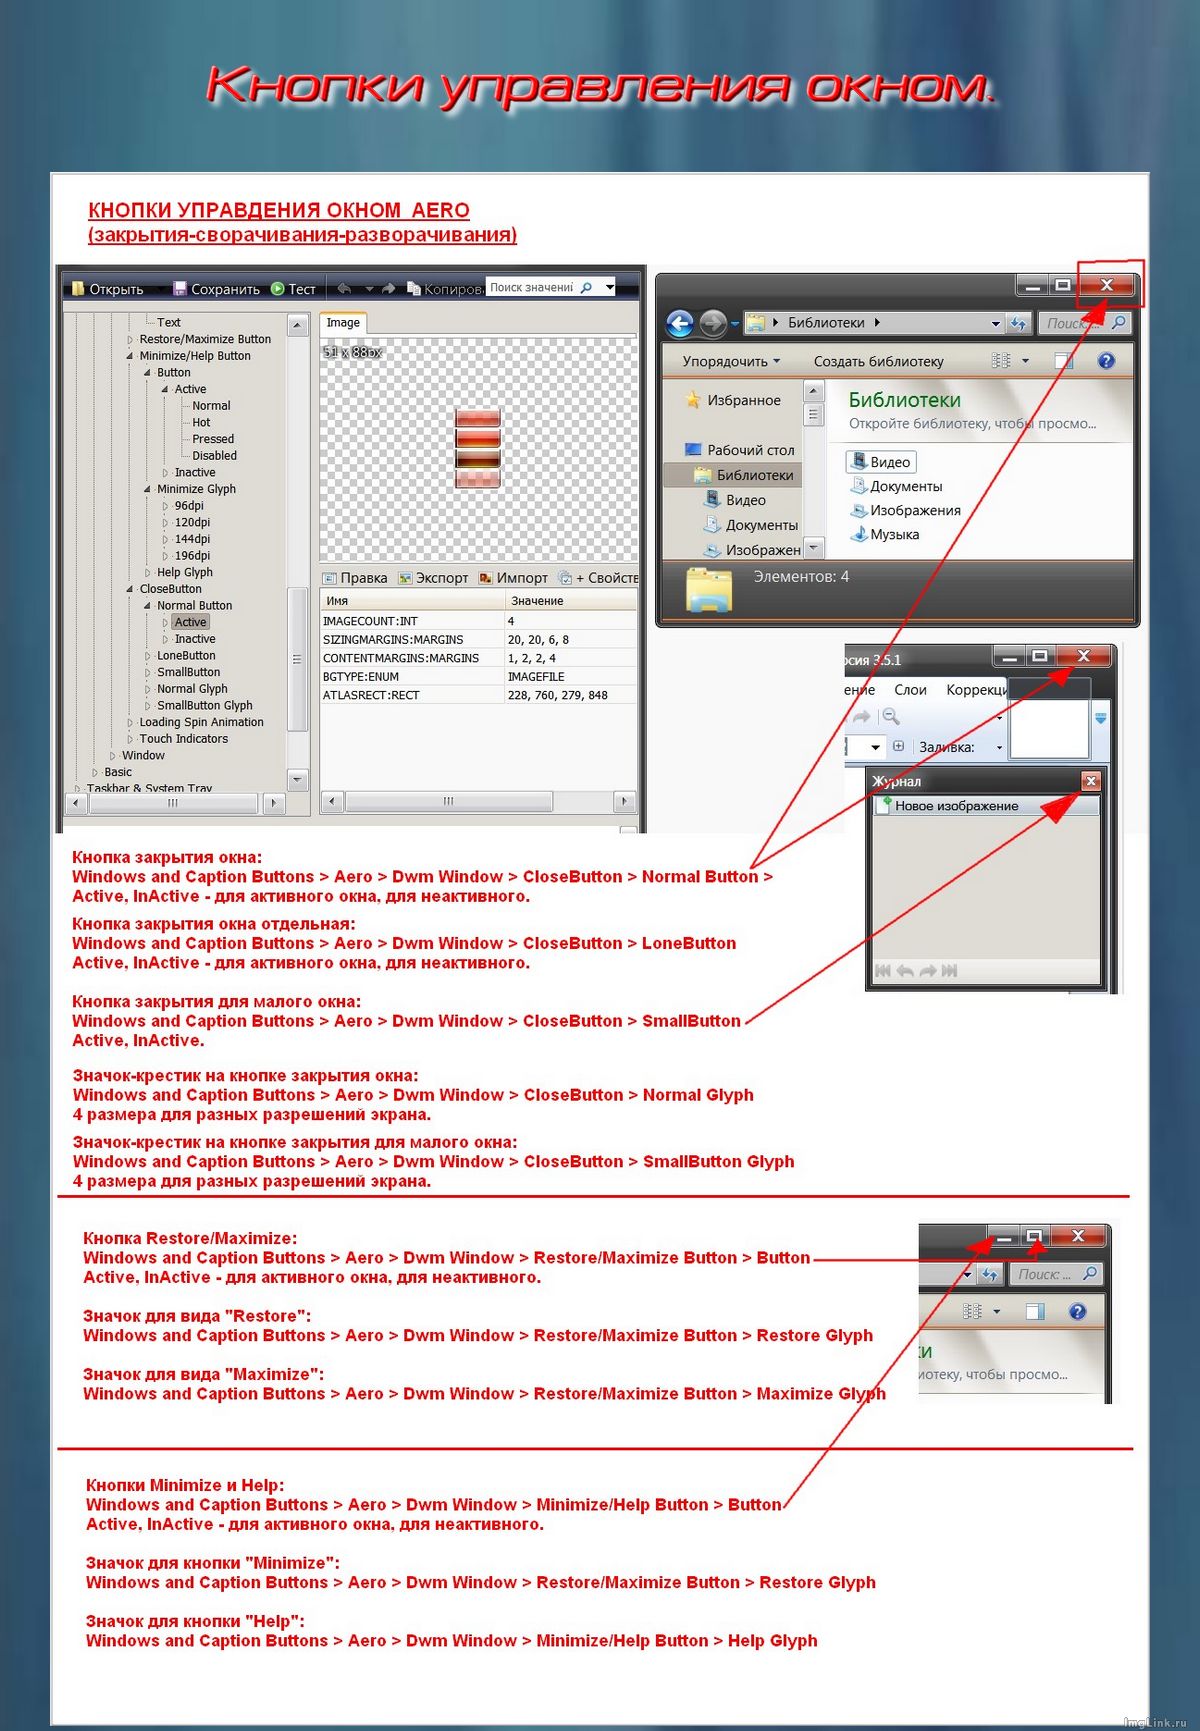 Кнопки управления окном.
КНОПКИ УПРАВДЕНИЯ ОКНОМ AERO
(закрытия-сворачивания-разворачивания)
Открыть
Сохранить
Тест
Копиров
Поиск значений
Text
Restore/Maximize Button
Minimize/Help Button
Button
Active
Normal
Hot
Pressed
Disabled
Inactive
Minimize Glyph
96dpi
120dpi
144dpi
196dpi
Help Glyph
CloseButton
Normal Button
Active
Inactive
LoneButton
SmallButton
Normal Glyph
SmallButton Glyph
Loading Spin Animation
Touch Indicators
Window
Basic
Taskbar & System Tray
Image
51 x 88px
Правка Экспорт Импорт + Свойств
Имя Значение
IMAGECOUNT:INT 4
SIZINGMARGINS:MARGINS 20, 20, 6, 8
CONTENTMARGINS:MARGINS 1, 2, 2, 4
BGTYPE:ENUM IMAGEFILE
ATLASRECT:RECT 228, 760, 279, 848
Библиотеки
Поиск: ...
Упорядочить Создать библиотеку
Избранное
Рабочий стол
Библиотеки
Видео
Документы
Изображен
Библиотеки
Откройте библиотеку, чтобы просмо...
Видео
Документы
Изображения
Музыка
Элементов: 4
рсия 3.5.1
ение Слои Коррекци
Заливка:
Журнал
Новое изображение
Кнопка закрытия окна:
Windows and Caption Buttons > Aero > Dwm Window > CloseButton > Normal Button >
Active, InActive - для активного окна, для неактивного.
Кнопка закрытия окна отдельная:
Windows and Caption Buttons > Aero > Dwm Window > CloseButton > LoneButton
Active, InActive - для активного окна, для неактивного.
Кнопка закрытия для малого окна:
Windows and Caption Buttons > Aero > Dwm Window > CloseButton > SmallButton
Active, InActive.
Значок-крестик на кнопке закрытия окна:
Windows and Caption Buttons > Aero > Dwm Window > CloseButton > Normal Glyph
4 размера для разных разрешений экрана.
Значок-крестик на кнопке закрытия для малого окна:
Windows and Caption Buttons > Aero > Dwm Window > CloseButton > SmallButton Glyph
4 размера для разных разрешений экрана.
Кнопка Restore/Maximize:
Windows and Caption Buttons > Aero > Dwm Window > Restore/Maximize Button > Button
Active, InActive - для активного окна, для неактивного.
Значок для вида "Restore":
Windows and Caption Buttons > Aero > Dwm Window > Restore/Maximize Button > Restore Glyph
Значок для вида "Maximize":
Windows and Caption Buttons > Aero > Dwm Window > Restore/Maximize Button > Maximize Glyph
Поиск: ...
ки
иотеку, чтобы просмо...
Кнопки Minimize и Help:
Windows and Caption Buttons > Aero > Dwm Window > Minimize/Help Button > Button
Active, InActive - для активного окна, для неактивного.
Значок для кнопки "Minimize":
Windows and Caption Buttons > Aero > Dwm Window > Restore/Maximize Button > Restore Glyph
Значок для кнопки "Help":
Windows and Caption Buttons > Aero > Dwm Window > Minimize/Help Button > Help Glyph
ImgLink.ru